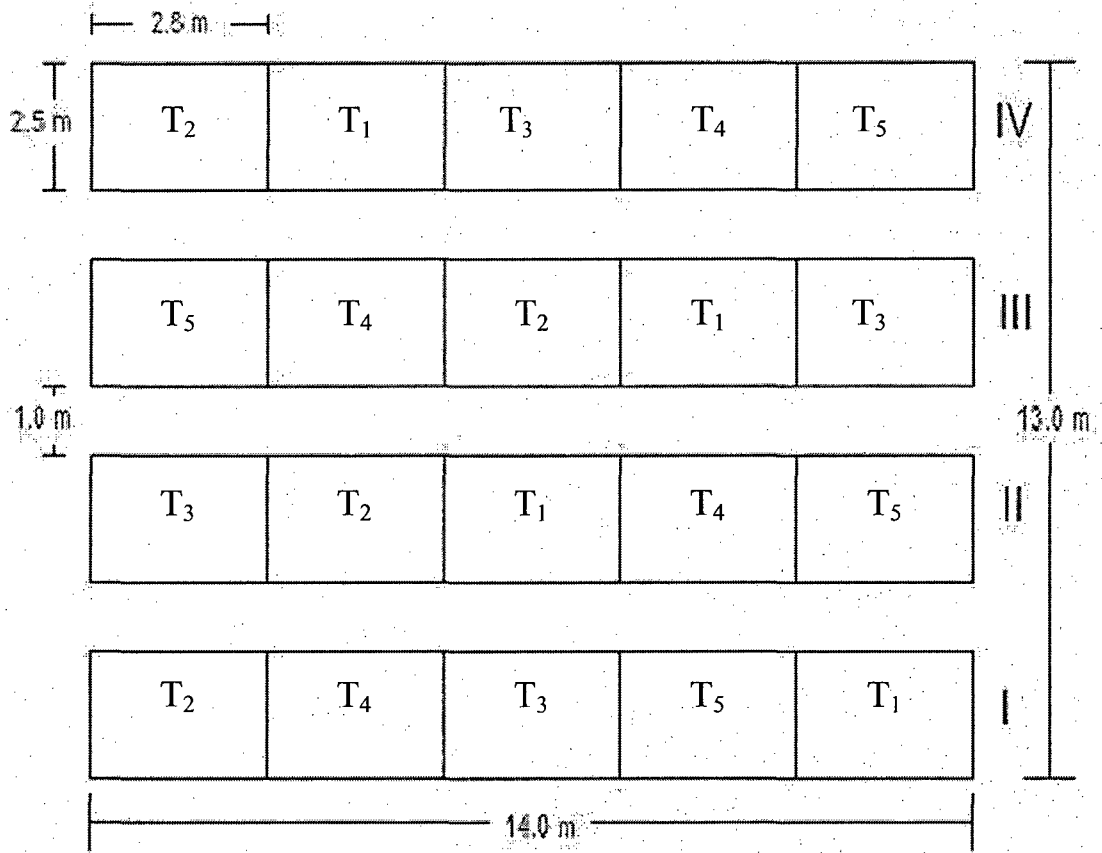 2.8 m
2.5 m
T₂ T₁ T₃ T₄ T₅ IV
T₅ T₄ T₂ T₁ T₃ III
1.0 m
13.0 m
T₃ T₂ T₁ T₄ T₅ II
T₂ T₄ T₃ T₅ T₁ I
14.0 m